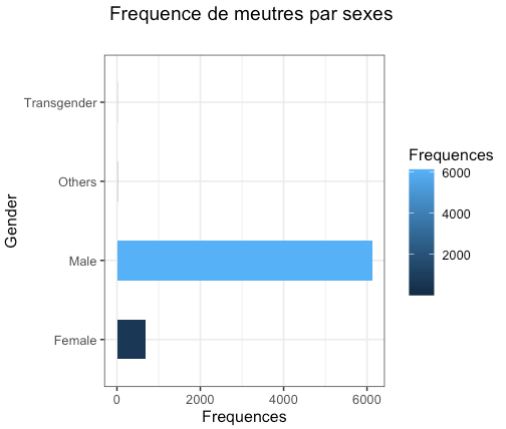 Frequence de meutres par sexes
Transgender
Others
Male
Female
Gender
0
2000
4000
6000
Frequences
Frequences
6000
4000
2000